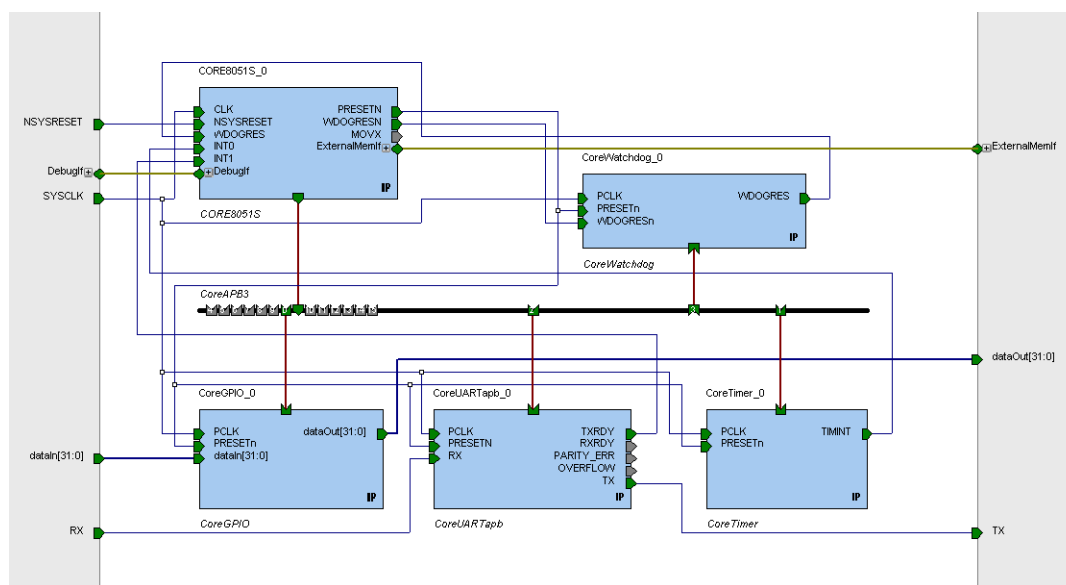 CORE8051S_0
CLK
NSYSRESET
WDOGRES
INT0
INT1
DebugIf
PRESETN
WDOGRESN
MOVX
ExternalMemIf
IP
CORE8051S
NSYSRESET
DebugIf
SYSCLK
ExternalMemIf
CoreWatchdog_0
PCLK
PRESETn
WDOGRESn
WDOGRES
IP
CoreWatchdog
CoreAPB3
dataOut[31:0]
CoreGPIO_0
PCLK
PRESETn
dataIn[31:0]
dataOut[31:0]
IP
CoreGPIO
CoreUARTapb_0
PCLK
PRESETN
RX
TXRDY
RXRDY
PARITY_ERR
OVERFLOW
TX
IP
CoreUARTapb
CoreTimer_0
PCLK
PRESETn
TIMINT
IP
CoreTimer
dataIn[31:0]
RX
TX